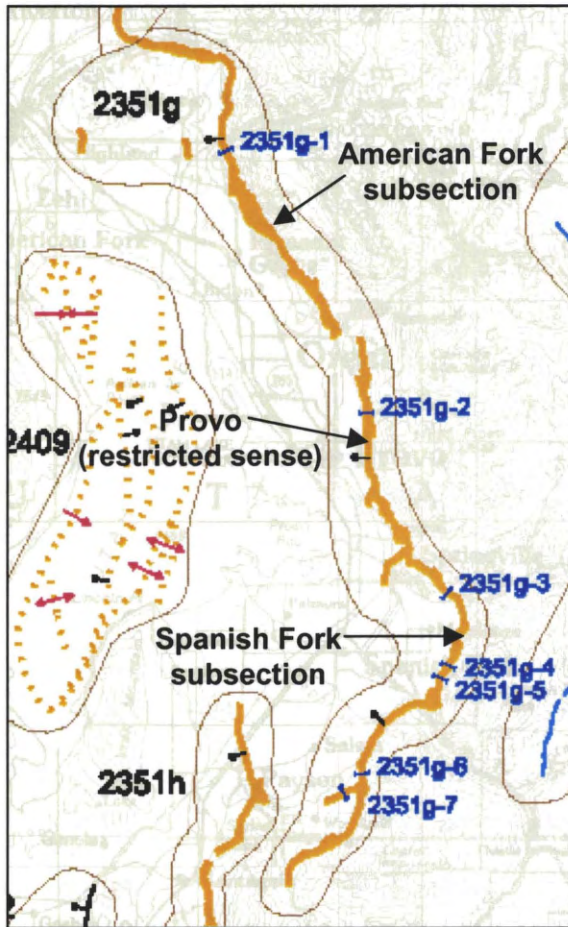 2351g
2351g-1
American Fork
subsection
2351g-2
Provo
(restricted sense)
2409
2351g-3
Spanish Fork
subsection
2351g-4
2351g-5
2351h
2351g-6
2351g-7